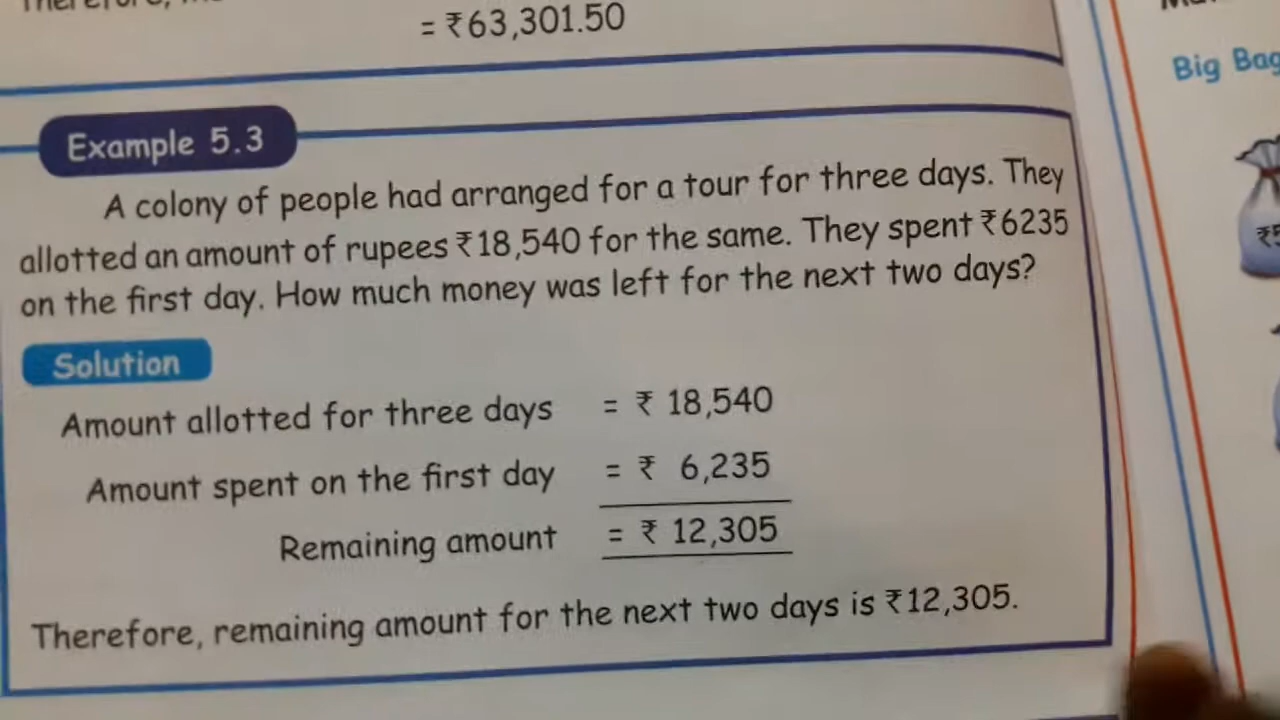 = ₹63,301.50
Example 5.3
A colony of people had arranged for a tour for three days. They
allotted an amount of rupees ₹18,540 for the same. They spent ₹6235
on the first day. How much money was left for the next two days?
Solution
Amount allotted for three days = ₹ 18,540
Amount spent on the first day = ₹ 6,235
Remaining amount = ₹ 12,305
Therefore, remaining amount for the next two days is ₹12,305.
Big Bag